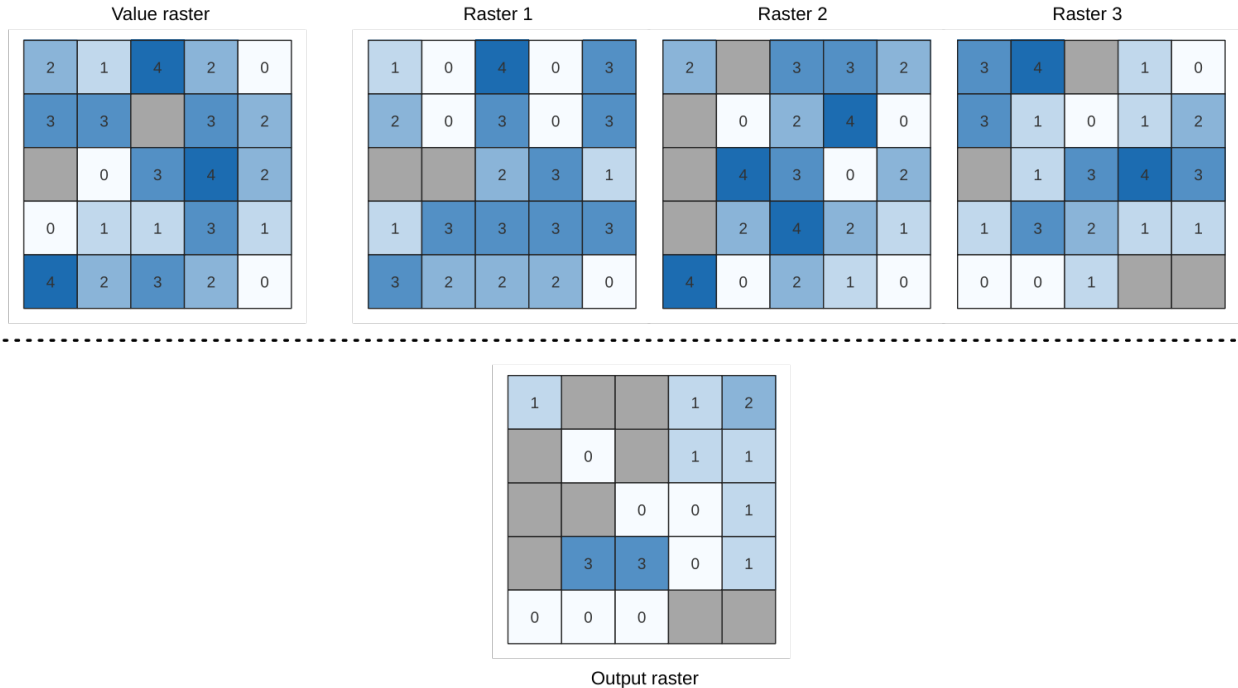 Value raster Raster 1 Raster 2 Raster 3
2 1 4 2 0 1 0 4 0 3 2 3 3 2 3 4 1 0
3 3 3 2 2 0 3 0 3 0 2 4 0 3 1 0 1 2
0 3 4 2 2 3 1 4 3 0 2 1 3 4 3
0 1 1 3 1 1 3 3 3 3 2 4 2 1 1 3 2 1 1
4 2 3 2 0 3 2 2 2 0 4 0 2 1 0 0 0 1
1 1 2
0 1 1
0 0 1
3 3 0 1
0 0 0
Output raster